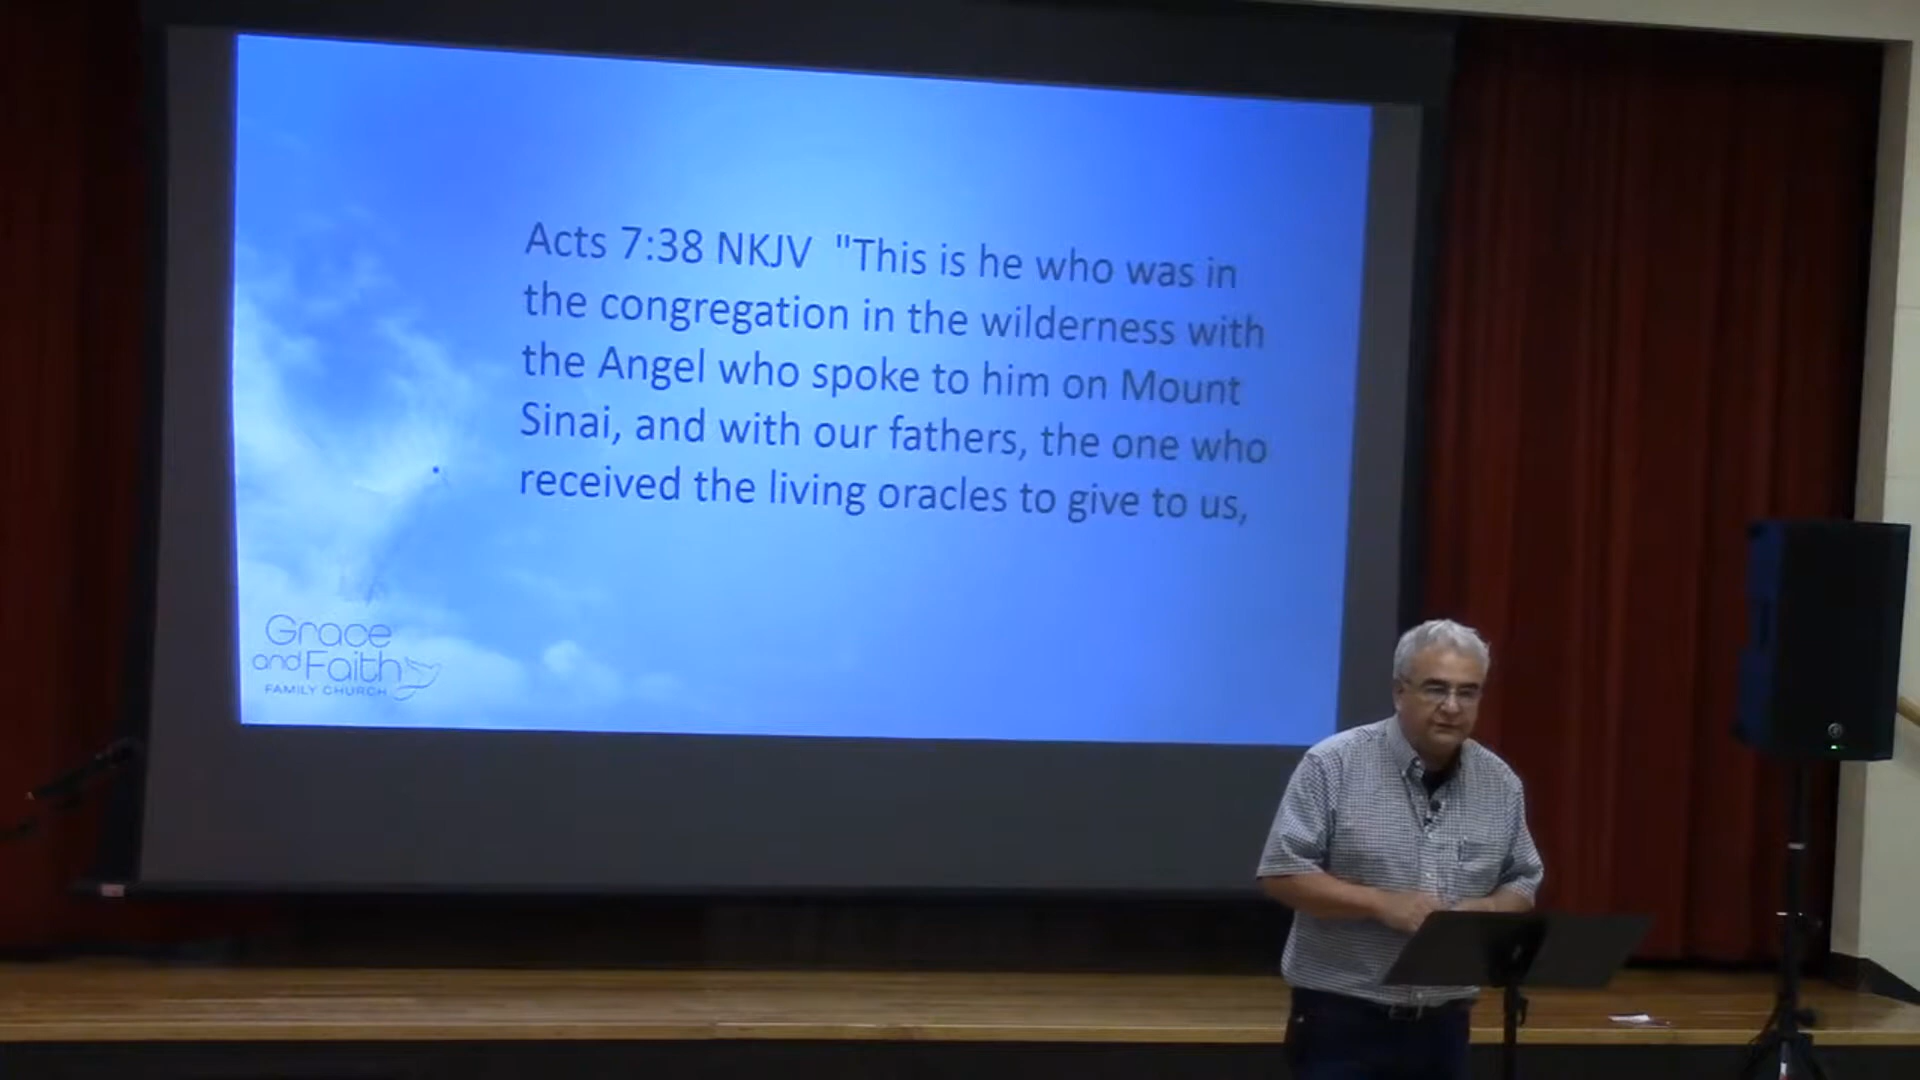 Acts 7:38 NKJV "This is he who was in
the congregation in the wilderness with
the Angel who spoke to him on Mount
Sinai, and with our fathers, the one who
received the living oracles to give to us,
Grace
and Faith
FAMILY CHURCH